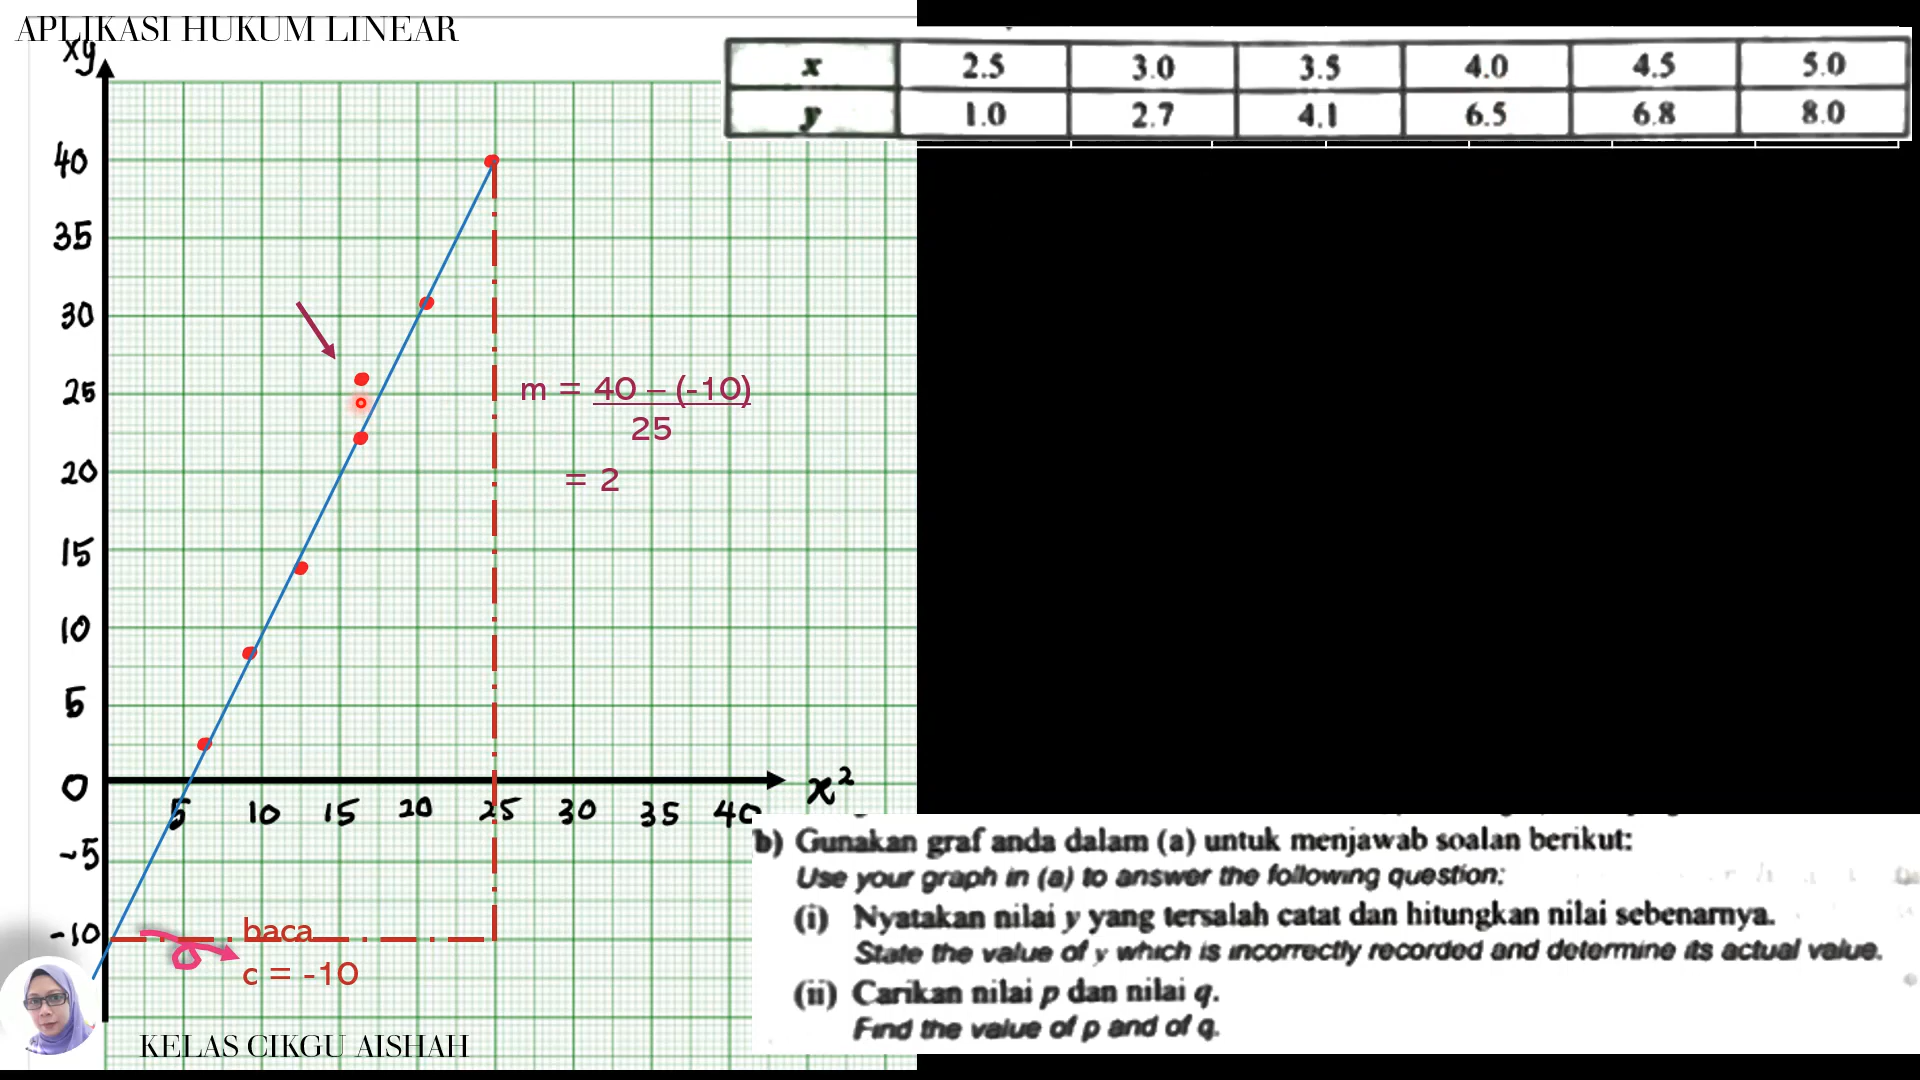 APLIKASI HUKUM LINEAR
x 2.5 3.0 3.5 4.0 4.5 5.0
y 1.0 2.7 4.1 6.5 6.8 8.0
xy
40
35
30
25
20
15
10
5
0
-5
-10
5 10 15 20 25 30 35 40
x²
m = 40 – (-10)
25
= 2
baca
c = -10
b) Gunakan graf anda dalam (a) untuk menjawab soalan berikut:
Use your graph in (a) to answer the following question:
(i) Nyatakan nilai y yang tersalah catat dan hitungkan nilai sebenarnya.
State the value of y which is incorrectly recorded and determine its actual value.
(ii) Carikan nilai p dan nilai q.
Find the value of p and of q.
KELAS CIKGU AISHAH